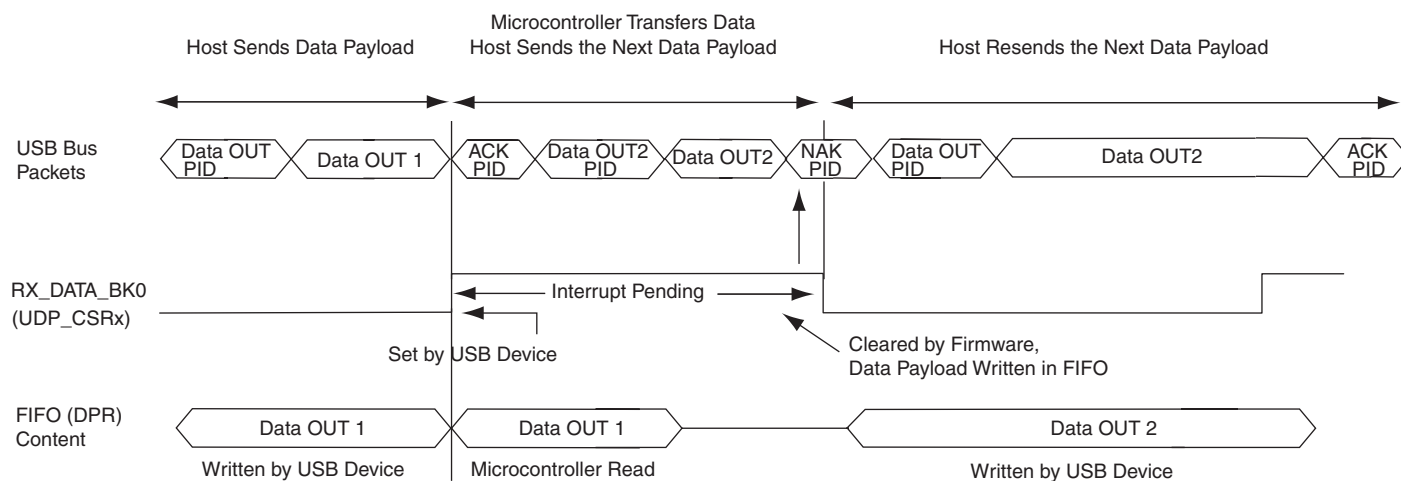 Microcontroller Transfers Data
Host Sends Data Payload
Host Sends the Next Data Payload
Host Resends the Next Data Payload
USB Bus
Packets
Data OUT
PID
Data OUT 1
ACK
PID
Data OUT2
PID
Data OUT2
NAK
PID
Data OUT
PID
Data OUT2
ACK
PID
RX_DATA_BK0
(UDP_CSRx)
Interrupt Pending
Set by USB Device
Cleared by Firmware,
Data Payload Written in FIFO
FIFO (DPR)
Content
Data OUT 1
Data OUT 1
Data OUT 2
Written by USB Device
Microcontroller Read
Written by USB Device